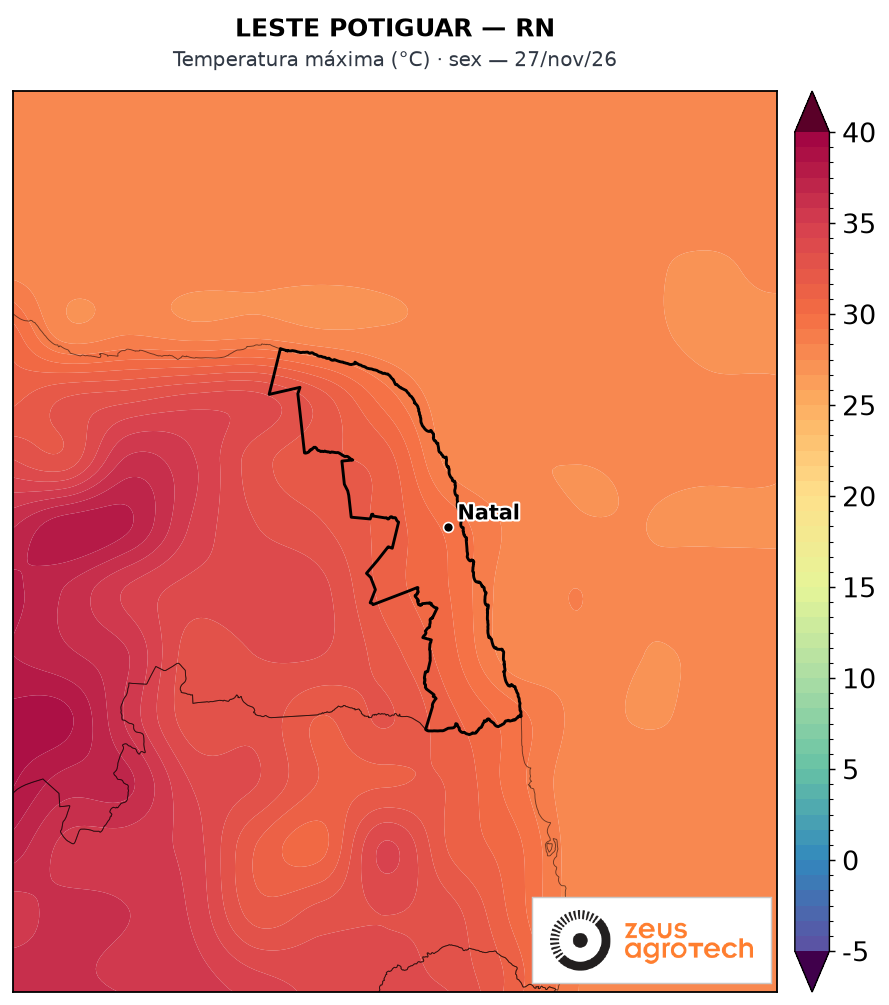 LESTE POTIGUAR — RN
Temperatura máxima (°C) · sex — 27/nov/26
40
35
30
25
20
15
10
5
0
-5
Natal
zeus
agrotech